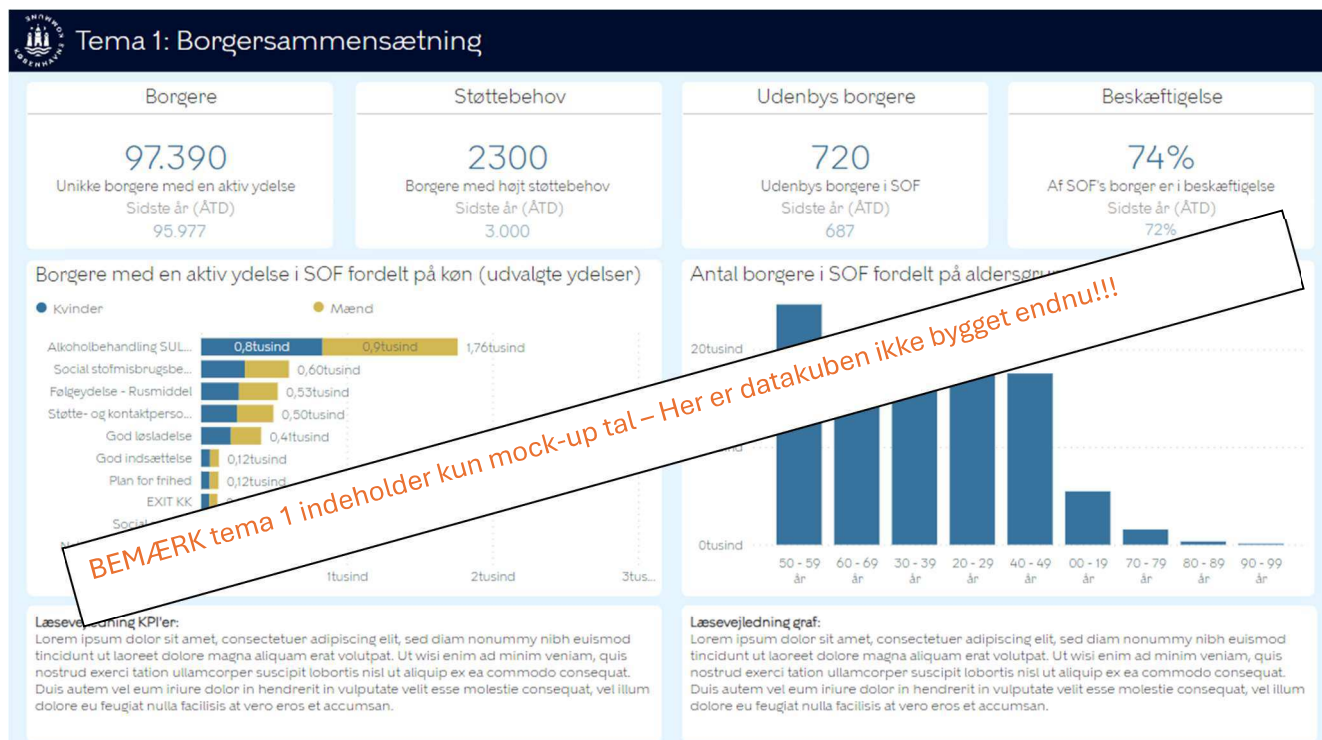 KØBENHAVNS KOMMUNE
Tema 1: Borgersammensætning
Borgere
97.390
Unikke borgere med en aktiv ydelse
Sidste år (ÅTD)
95.977
Støttebehov
2300
Borgere med højt støttebehov
Sidste år (ÅTD)
3.000
Udenbys borgere
720
Udenbys borgere i SOF
Sidste år (ÅTD)
687
Beskæftigelse
74%
Af SOF's borger er i beskæftigelse
Sidste år (ÅTD)
72%
Borgere med en aktiv ydelse i SOF fordelt på køn (udvalgte ydelser)
Kvinder Mænd
Alkoholbehandling SUL... 0,8tusind 0,9tusind 1,76tusind
Social stofmisbrugsbe... 0,60tusind
Følgeydelse - Rusmiddel 0,53tusind
Støtte- og kontaktperso... 0,50tusind
God løsladelse 0,41tusind
God indsættelse 0,12tusind
Plan for frihed 0,12tusind
EXIT KK
Social
1tusind 2tusind 3tus...
Antal borgere i SOF fordelt på
20tusind
0tusind
50 - 59 år
60 - 69 år
30 - 39 år
20 - 29 år
40 - 49 år
00 - 19 år
70 - 79 år
80 - 89 år
90 - 99 år
BEMÆRK tema 1 indeholder kun mock-up tal – Her er datakuben ikke bygget endnu!!!
Læsevejledning KPI'er:
Lorem ipsum dolor sit amet, consectetuer adipiscing elit, sed diam nonummy nibh euismod
tincidunt ut laoreet dolore magna aliquam erat volutpat. Ut wisi enim ad minim veniam, quis
nostrud exerci tation ullamcorper suscipit lobortis nisl ut aliquip ex ea commodo consequat.
Duis autem vel eum iriure dolor in hendrerit in vulputate velit esse molestie consequat, vel illum
dolore eu feugiat nulla facilisis at vero eros et accumsan.
Læsevejledning graf:
Lorem ipsum dolor sit amet, consectetuer adipiscing elit, sed diam nonummy nibh euismod
tincidunt ut laoreet dolore magna aliquam erat volutpat. Ut wisi enim ad minim veniam, quis
nostrud exerci tation ullamcorper suscipit lobortis nisl ut aliquip ex ea commodo consequat.
Duis autem vel eum iriure dolor in hendrerit in vulputate velit esse molestie consequat, vel illum
dolore eu feugiat nulla facilisis at vero eros et accumsan.